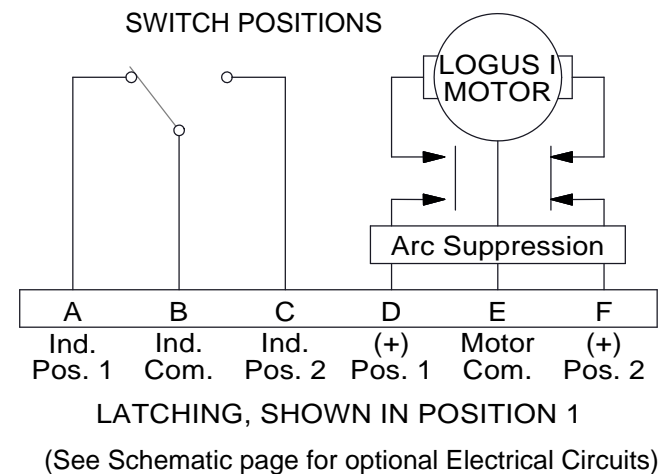 SWITCH POSITIONS
LOGUS I
MOTOR
Arc Suppression
A B C D E F
Ind. Ind. Ind. (+) Motor (+)
Pos. 1 Com. Pos. 2 Pos. 1 Com. Pos. 2
LATCHING, SHOWN IN POSITION 1
(See Schematic page for optional Electrical Circuits)